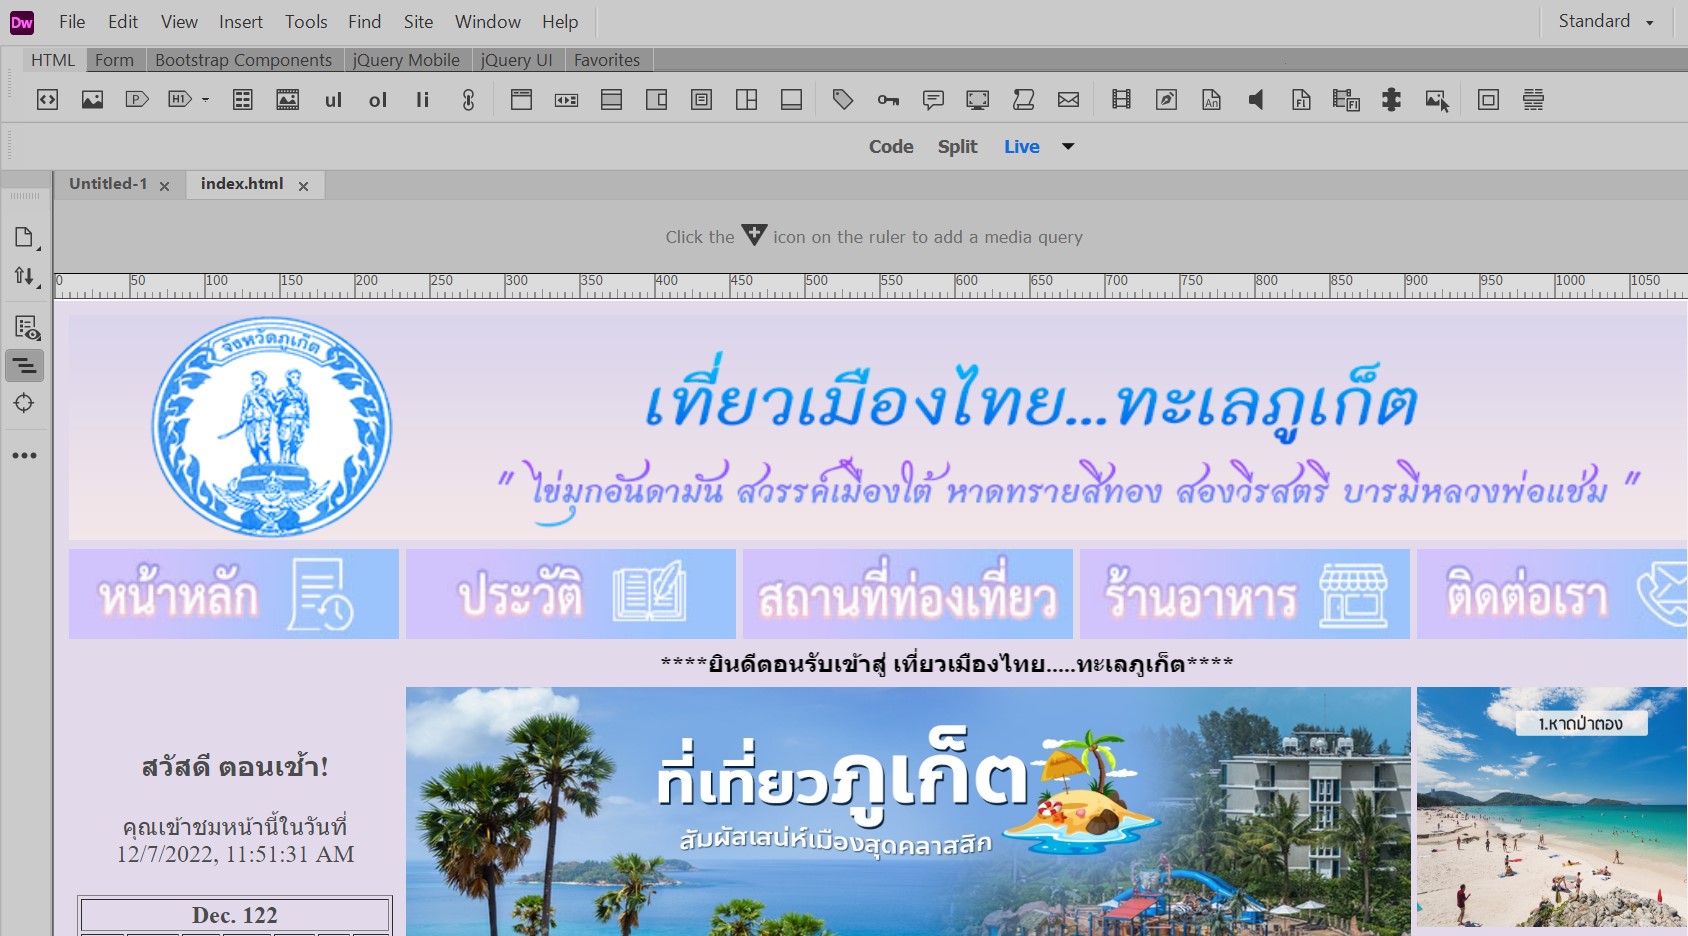 Dw File Edit View Insert Tools Find Site Window Help Standard
HTML Form Bootstrap Components jQuery Mobile jQuery UI Favorites
P H1 ul ol li An Fl Fl
Code Split Live
Untitled-1 index.html
Click the icon on the ruler to add a media query
0 50 100 150 200 250 300 350 400 450 500 550 600 650 700 750 800 850 900 950 1000 1050
จังหวัดภูเก็ต
เที่ยวเมืองไทย...ทะเลภูเก็ต
" ไข่มุกอันดามัน สวรรค์เมืองใต้ หาดทรายสีทอง สองวีรสตรี บารมีหลวงพ่อแช่ม "
หน้าหลัก ประวัติ สถานที่ท่องเที่ยว ร้านอาหาร ติดต่อเรา
****ยินดีตอนรับเข้าสู่ เที่ยวเมืองไทย.....ทะเลภูเก็ต****
สวัสดี ตอนเช้า!
คุณเข้าชมหน้านี้ในวันที่
12/7/2022, 11:51:31 AM
Dec. 122
ที่เที่ยวภูเก็ต
สัมผัสเสน่ห์เมืองสุดคลาสสิก
1.หาดป่าตอง